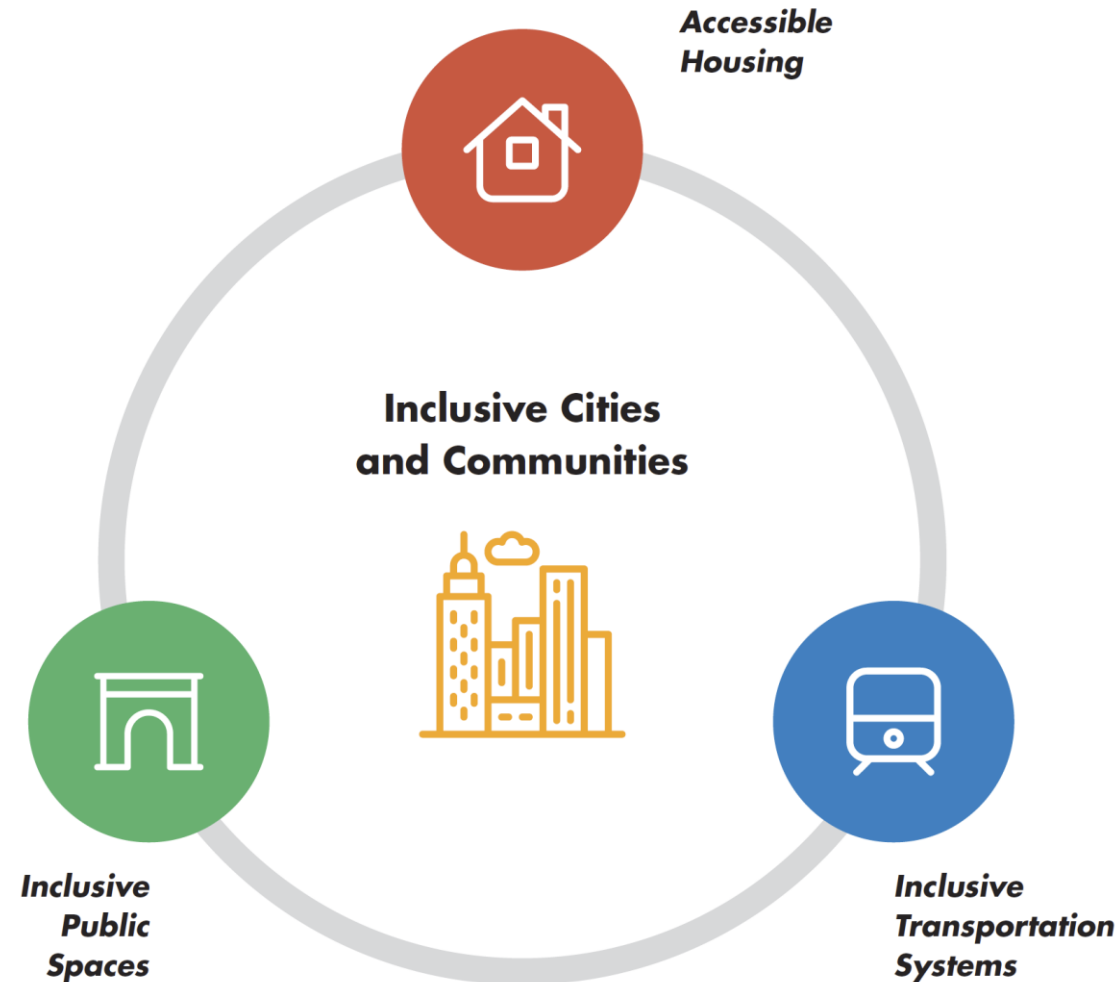 Accessible
Housing
Inclusive Cities
and Communities
Inclusive
Public
Spaces
Inclusive
Transportation
Systems